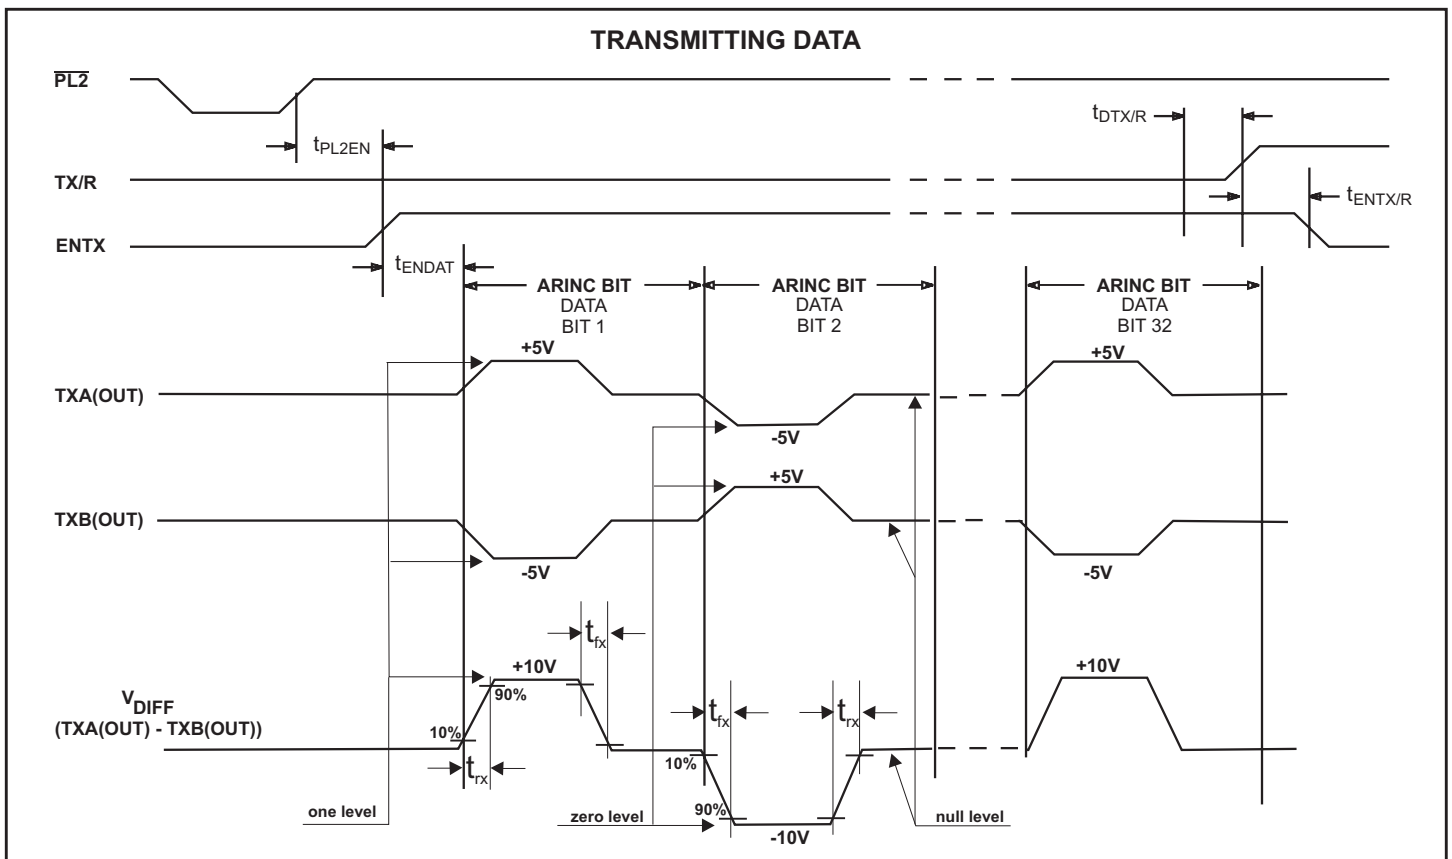 TRANSMITTING DATA
PL2
tDTX/R
tPL2EN
TX/R
tENTX/R
ENTX
tENDAT
ARINC BIT
DATA
BIT 1
ARINC BIT
DATA
BIT 2
ARINC BIT
DATA
BIT 32
+5V
+5V
TXA(OUT)
-5V
+5V
TXB(OUT)
-5V
-5V
tfx
+10V
+10V
90%
VDIFF
(TXA(OUT) - TXB(OUT))
10%
tfx
trx
10%
trx
90%
one level
zero level
null level
-10V